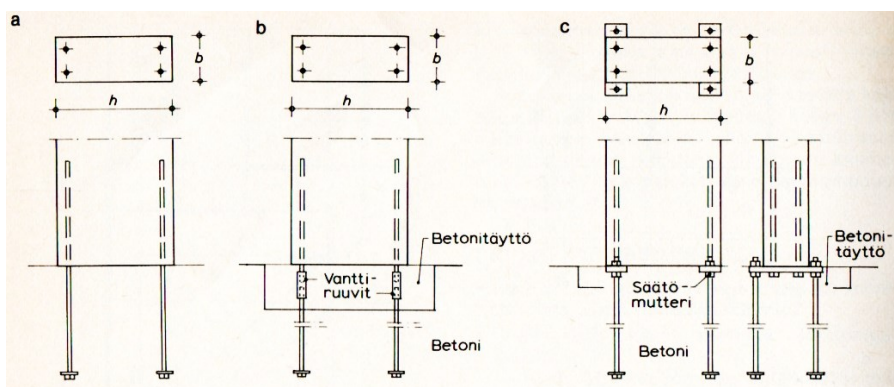 a
b
h
b
b
h
Betonitäyttö
Vantti-
ruuvit
Betoni
c
b
h
Betoni-
täyttö
Säätö-
mutteri
Betoni